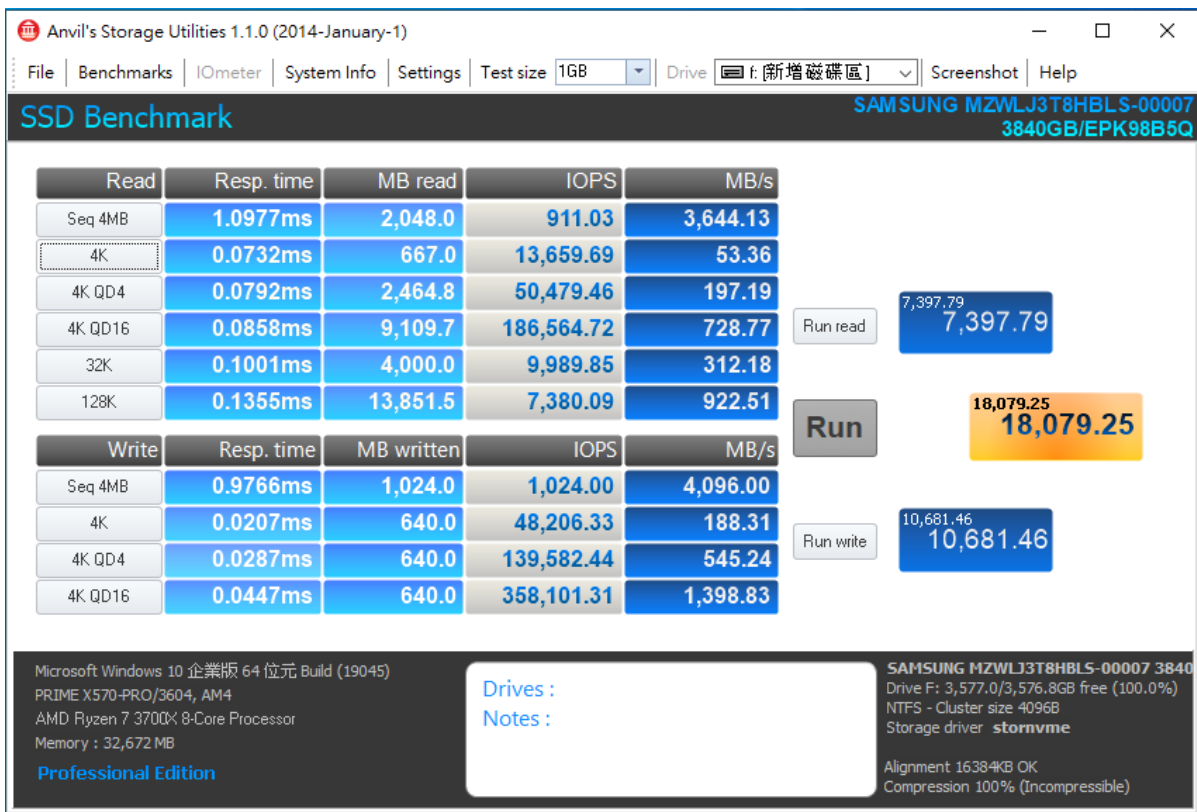 Anvil's Storage Utilities 1.1.0 (2014-January-1)
File Benchmarks IOmeter System Info Settings Test size 1GB Drive f: [新增磁碟區] Screenshot Help
SSD Benchmark
SAMSUNG MZWLJ3T8HBLS-00007
3840GB/EPK98B5Q
Read Resp. time MB read IOPS MB/s
Seq 4MB 1.0977ms 2,048.0 911.03 3,644.13
4K 0.0732ms 667.0 13,659.69 53.36
4K QD4 0.0792ms 2,464.8 50,479.46 197.19
4K QD16 0.0858ms 9,109.7 186,564.72 728.77
32K 0.1001ms 4,000.0 9,989.85 312.18
128K 0.1355ms 13,851.5 7,380.09 922.51
Run read
7,397.79
7,397.79
Run
18,079.25
18,079.25
Write Resp. time MB written IOPS MB/s
Seq 4MB 0.9766ms 1,024.0 1,024.00 4,096.00
4K 0.0207ms 640.0 48,206.33 188.31
4K QD4 0.0287ms 640.0 139,582.44 545.24
4K QD16 0.0447ms 640.0 358,101.31 1,398.83
Run write
10,681.46
10,681.46
Microsoft Windows 10 企業版 64 位元 Build (19045)
PRIME X570-PRO/3604, AM4
AMD Ryzen 7 3700X 8-Core Processor
Memory : 32,672 MB
Professional Edition
Drives :
Notes :
SAMSUNG MZWLJ3T8HBLS-00007 3840
Drive F: 3,577.0/3,576.8GB free (100.0%)
NTFS - Cluster size 4096B
Storage driver stornvme
Alignment 16384KB OK
Compression 100% (Incompressible)